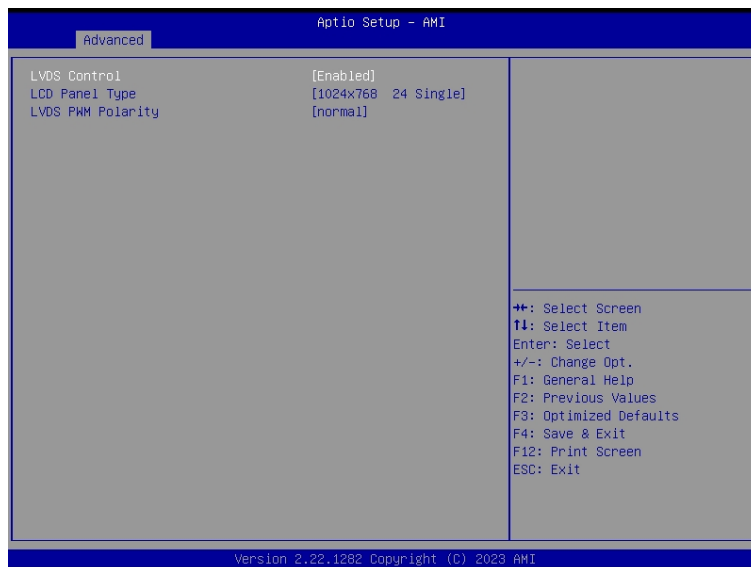 Aptio Setup – AMI
Advanced
LVDS Control [Enabled]
LCD Panel Type [1024x768 24 Single]
LVDS PWM Polarity [normal]
→←: Select Screen
↑↓: Select Item
Enter: Select
+/-: Change Opt.
F1: General Help
F2: Previous Values
F3: Optimized Defaults
F4: Save & Exit
F12: Print Screen
ESC: Exit
Version 2.22.1282 Copyright (C) 2023 AMI